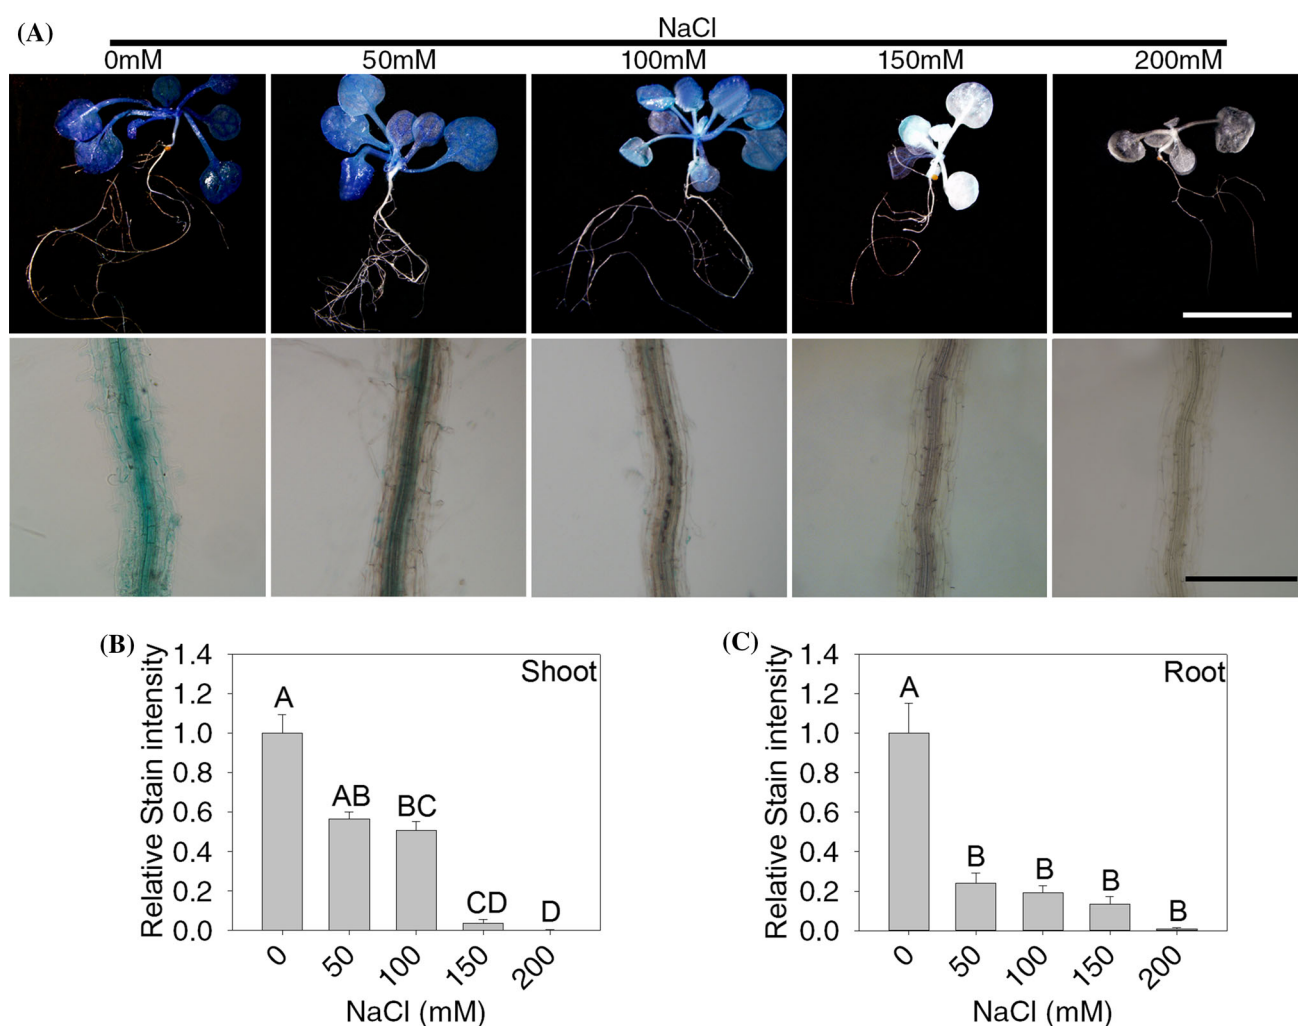 (A)
NaCl
0mM 50mM 100mM 150mM 200mM
(B)
Relative Stain intensity
1.4
1.2
1.0
0.8
0.6
0.4
0.2
0.0
Shoot
A
AB
BC
CD
D
0 50 100 150 200
NaCl (mM)
(C)
Relative Stain intensity
1.4
1.2
1.0
0.8
0.6
0.4
0.2
0.0
Root
A
B
B
B
B
0 50 100 150 200
NaCl (mM)